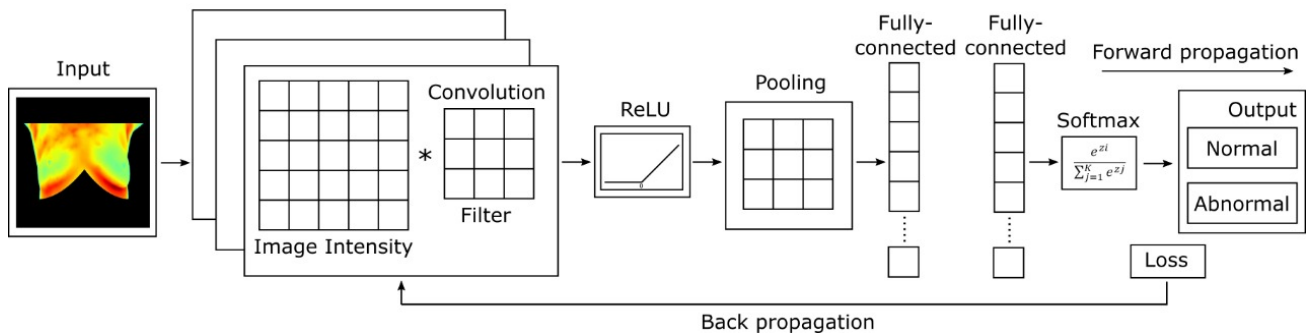 Input
Convolution
*
Filter
Image Intensity
ReLU
0
Pooling
Fully-
connected
Fully-
connected
Forward propagation
Softmax
e^{zi}
∑_{j=1}^{K} e^{zj}
Output
Normal
Abnormal
Loss
Back propagation